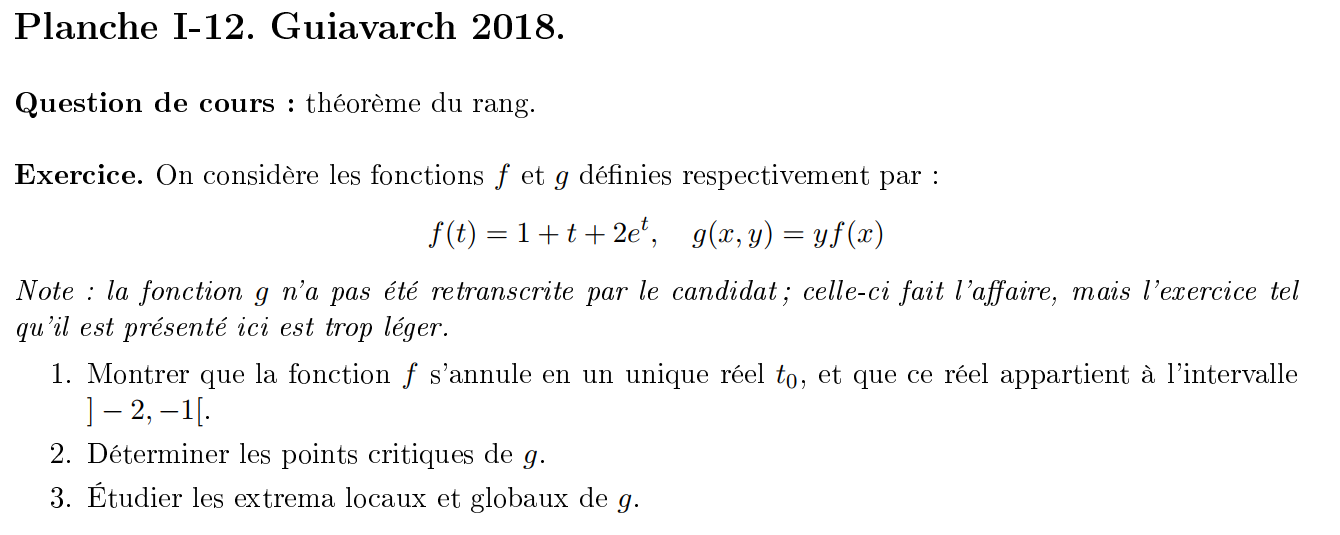 Planche I-12. Guiavarch 2018.
Question de cours : théorème du rang.
Exercice. On considère les fonctions f et g définies respectivement par :
f(t) = 1 + t + 2e^t, g(x, y) = yf(x)
Note : la fonction g n'a pas été retranscrite par le candidat ; celle-ci fait l'affaire, mais l'exercice tel
qu'il est présenté ici est trop léger.
1. Montrer que la fonction f s'annule en un unique réel t₀, et que ce réel appartient à l'intervalle
] − 2, −1[.
2. Déterminer les points critiques de g.
3. Étudier les extrema locaux et globaux de g.